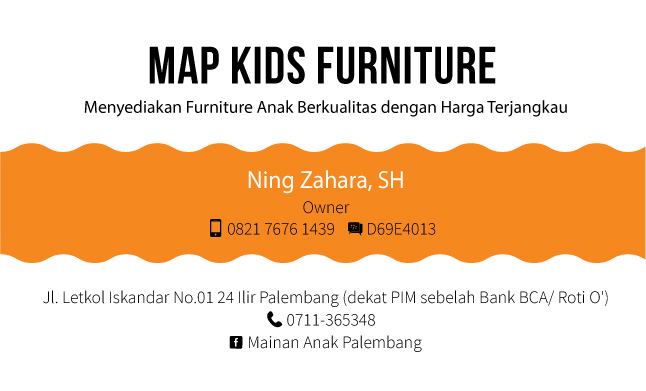 MAP KIDS FURNITURE
Menyediakan Furniture Anak Berkualitas dengan Harga Terjangkau
Ning Zahara, SH
Owner
0821 7676 1439 D69E4013
Jl. Letkol Iskandar No.01 24 Ilir Palembang (dekat PIM sebelah Bank BCA/ Roti O')
0711-365348
Mainan Anak Palembang